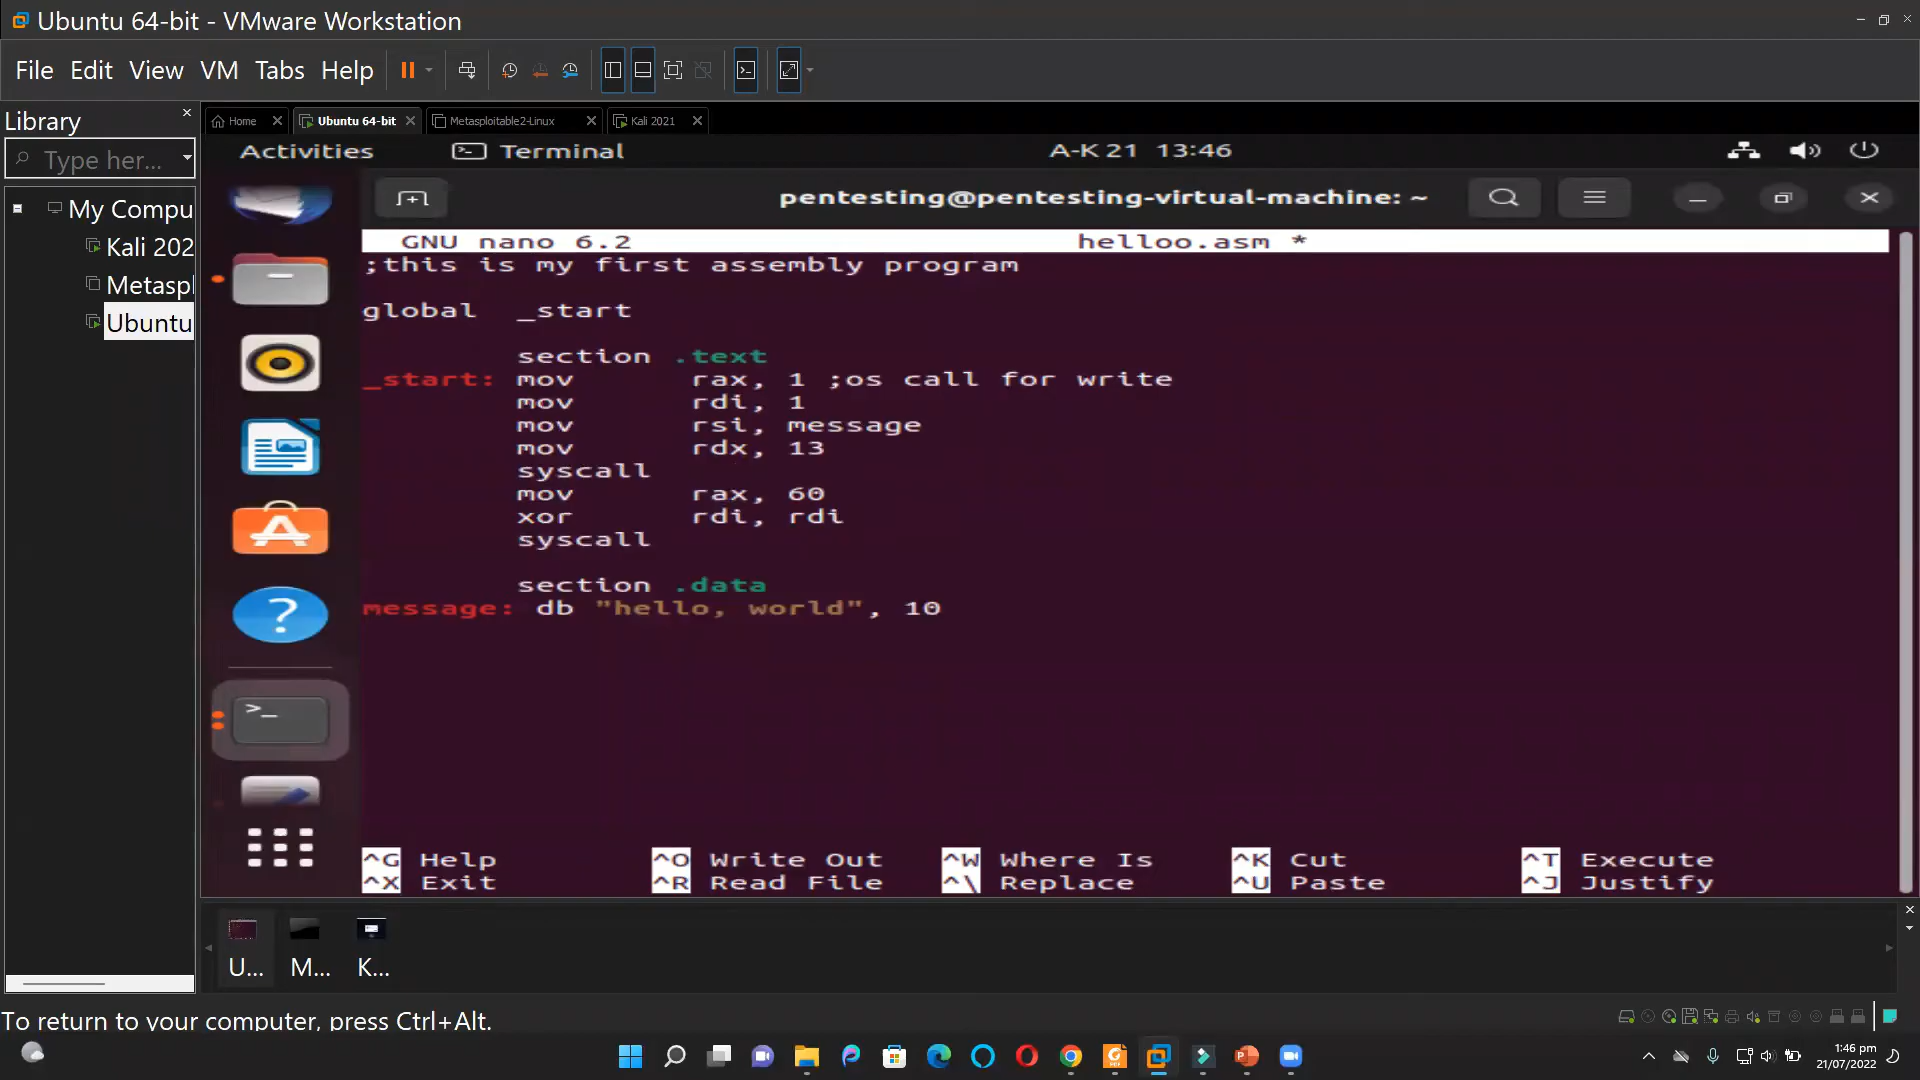 Ubuntu 64-bit - VMware Workstation
File Edit View VM Tabs Help
Library
Type her...
My Compu
Kali 202
Metaspl
Ubuntu
Home
Ubuntu 64-bit
Metasploitable2-Linux
Kali 2021
Activities
Terminal
A-K 21 13:46
pentesting@pentesting-virtual-machine: ~
GNU nano 6.2 helloo.asm *
;this is my first assembly program
global _start
section .text
_start: mov rax, 1 ;os call for write
mov rdi, 1
mov rsi, message
mov rdx, 13
syscall
mov rax, 60
xor rdi, rdi
syscall
section .data
message: db "hello, world", 10
^G Help ^O Write Out ^W Where Is ^K Cut ^T Execute
^X Exit ^R Read File ^\ Replace ^U Paste ^J Justify
U... M... K...
To return to your computer, press Ctrl+Alt.
1:46 pm
21/07/2022